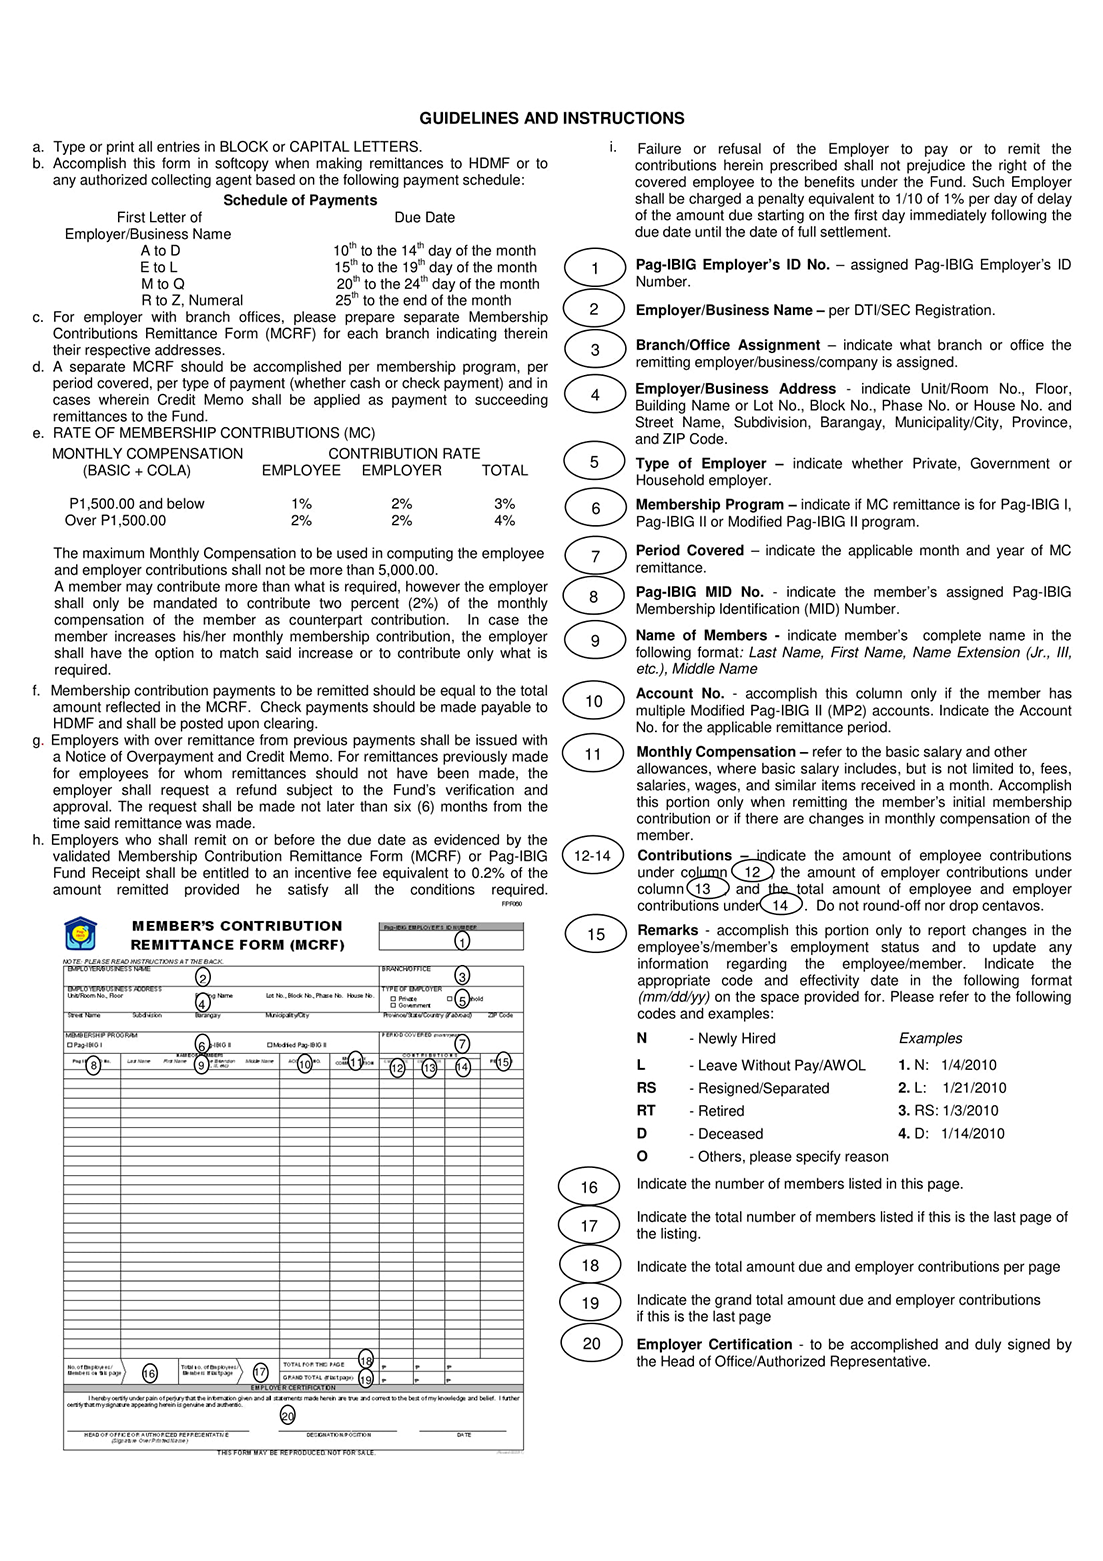 GUIDELINES AND INSTRUCTIONS
a. Type or print all entries in BLOCK or CAPITAL LETTERS.
b. Accomplish this form in softcopy when making remittances to HDMF or to
any authorized collecting agent based on the following payment schedule:
Schedule of Payments
First Letter of Due Date
Employer/Business Name
A to D 10th to the 14th day of the month
E to L 15th to the 19th day of the month
M to Q 20th to the 24th day of the month
R to Z, Numeral 25th to the end of the month
c. For employer with branch offices, please prepare separate Membership
Contributions Remittance Form (MCRF) for each branch indicating therein
their respective addresses.
d. A separate MCRF should be accomplished per membership program, per
period covered, per type of payment (whether cash or check payment) and in
cases wherein Credit Memo shall be applied as payment to succeeding
remittances to the Fund.
e. RATE OF MEMBERSHIP CONTRIBUTIONS (MC)
MONTHLY COMPENSATION CONTRIBUTION RATE
(BASIC + COLA) EMPLOYEE EMPLOYER TOTAL
P1,500.00 and below 1% 2% 3%
Over P1,500.00 2% 2% 4%
The maximum Monthly Compensation to be used in computing the employee
and employer contributions shall not be more than 5,000.00.
A member may contribute more than what is required, however the employer
shall only be mandated to contribute two percent (2%) of the monthly
compensation of the member as counterpart contribution. In case the
member increases his/her monthly membership contribution, the employer
shall have the option to match said increase or to contribute only what is
required.
f. Membership contribution payments to be remitted should be equal to the total
amount reflected in the MCRF. Check payments should be made payable to
HDMF and shall be posted upon clearing.
g. Employers with over remittance from previous payments shall be issued with
a Notice of Overpayment and Credit Memo. For remittances previously made
for employees for whom remittances should not have been made, the
employer shall request a refund subject to the Fund's verification and
approval. The request shall be made not later than six (6) months from the
time said remittance was made.
h. Employers who shall remit on or before the due date as evidenced by the
validated Membership Contribution Remittance Form (MCRF) or Pag-IBIG
Fund Receipt shall be entitled to an incentive fee equivalent to 0.2% of the
amount remitted provided he satisfy all the conditions required.
FPF060
MEMBER'S CONTRIBUTION
REMITTANCE FORM (MCRF)
Pag-IBIG EMPLOYER'S ID NUMBER
1
NOTE: PLEASE READ INSTRUCTIONS AT THE BACK.
EMPLOYER/BUSINESS NAME 2 BRANCH/OFFICE 3
EMPLOYER/BUSINESS ADDRESS TYPE OF EMPLOYER
Unit/Room No., Floor 4 Name Lot No., Block No., Phase No. House No. Private 5
Government
Street Name Subdivision Barangay Municipality/City Province/State/Country (if abroad) ZIP Code
MEMBERSHIP PROGRAM PERIOD COVERED
Pag-IBIG I 6 Modified Pag-IBIG II 7
CONTRIBUTIONS
8 Last Name First Name 9 Middle Name 10 11 12 13 14 15
No. of Employees/ Members on this page 16 Total no. of Employees/ Members if last page 17 TOTAL FOR THIS PAGE 18 P P P
GRAND TOTAL (if last page) 19 P P P
EMPLOYER CERTIFICATION
I hereby certify under pain of perjury that the information given and all statements made herein are true and correct to the best of my knowledge and belief. I further
certify that my signature appearing herein is genuine and authentic.
20
HEAD OF OFFICE OR AUTHORIZED REPRESENTATIVE DESIGNATION/POSITION DATE
(Signature Over Printed Name)
THIS FORM MAY BE REPRODUCED. NOT FOR SALE.
i. Failure or refusal of the Employer to pay or to remit the
contributions herein prescribed shall not prejudice the right of the
covered employee to the benefits under the Fund. Such Employer
shall be charged a penalty equivalent to 1/10 of 1% per day of delay
of the amount due starting on the first day immediately following the
due date until the date of full settlement.
1 Pag-IBIG Employer's ID No. – assigned Pag-IBIG Employer's ID
Number.
2 Employer/Business Name – per DTI/SEC Registration.
3 Branch/Office Assignment – indicate what branch or office the
remitting employer/business/company is assigned.
4 Employer/Business Address - indicate Unit/Room No., Floor,
Building Name or Lot No., Block No., Phase No. or House No. and
Street Name, Subdivision, Barangay, Municipality/City, Province,
and ZIP Code.
5 Type of Employer – indicate whether Private, Government or
Household employer.
6 Membership Program – indicate if MC remittance is for Pag-IBIG I,
Pag-IBIG II or Modified Pag-IBIG II program.
7 Period Covered – indicate the applicable month and year of MC
remittance.
8 Pag-IBIG MID No. - indicate the member's assigned Pag-IBIG
Membership Identification (MID) Number.
9 Name of Members - indicate member's complete name in the
following format: Last Name, First Name, Name Extension (Jr., III,
etc.), Middle Name
10 Account No. - accomplish this column only if the member has
multiple Modified Pag-IBIG II (MP2) accounts. Indicate the Account
No. for the applicable remittance period.
11 Monthly Compensation – refer to the basic salary and other
allowances, where basic salary includes, but is not limited to, fees,
salaries, wages, and similar items received in a month. Accomplish
this portion only when remitting the member's initial membership
contribution or if there are changes in monthly compensation of the
member.
12-14 Contributions – indicate the amount of employee contributions
under column 12 , the amount of employer contributions under
column 13 and the total amount of employee and employer
contributions under 14 . Do not round-off nor drop centavos.
15 Remarks - accomplish this portion only to report changes in the
employee's/member's employment status and to update any
information regarding the employee/member. Indicate the
appropriate code and effectivity date in the following format
(mm/dd/yy) on the space provided for. Please refer to the following
codes and examples:
N - Newly Hired Examples
L - Leave Without Pay/AWOL 1. N: 1/4/2010
RS - Resigned/Separated 2. L: 1/21/2010
RT - Retired 3. RS: 1/3/2010
D - Deceased 4. D: 1/14/2010
O - Others, please specify reason
16 Indicate the number of members listed in this page.
17 Indicate the total number of members listed if this is the last page of
the listing.
18 Indicate the total amount due and employer contributions per page
19 Indicate the grand total amount due and employer contributions
if this is the last page
20 Employer Certification - to be accomplished and duly signed by
the Head of Office/Authorized Representative.